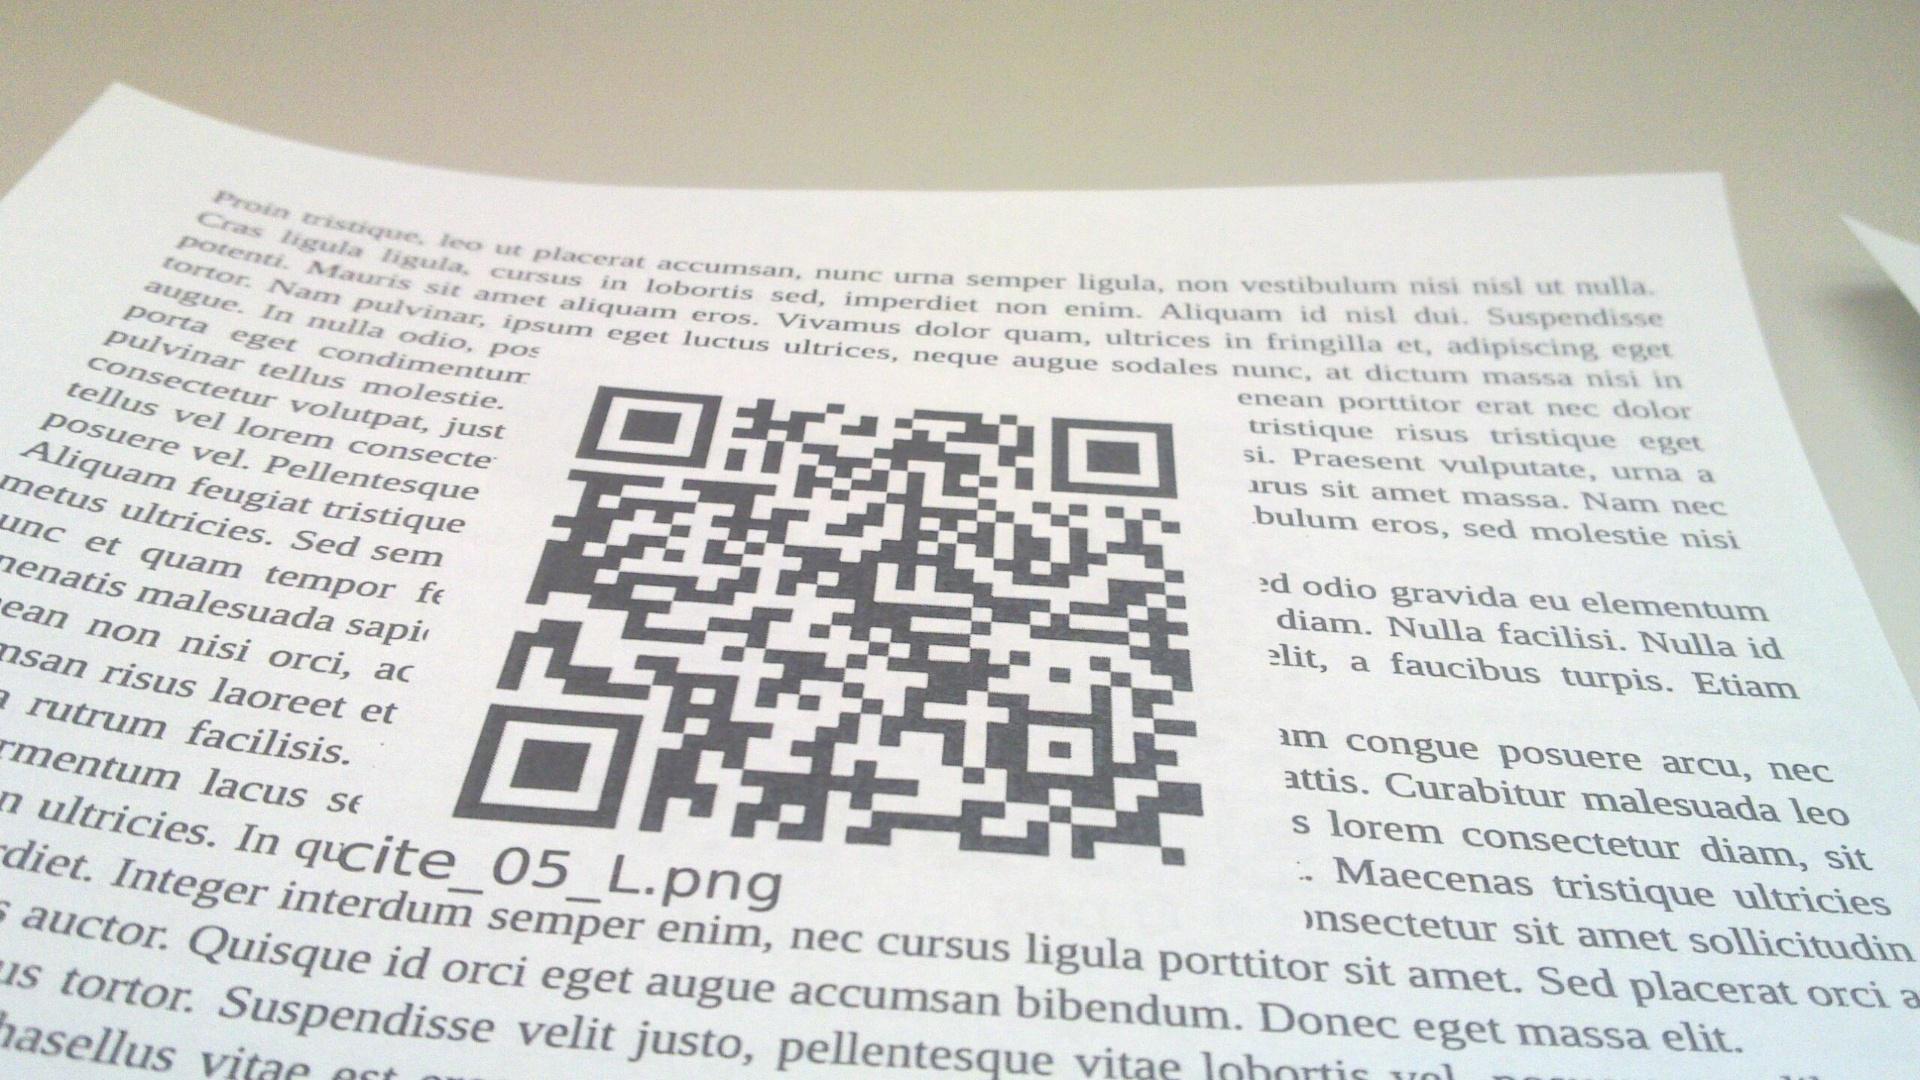 Proin tristique, leo ut placerat accumsan, nunc urna semper ligula, non vestibulum nisi nisl ut nulla.
Cras ligula ligula, cursus in lobortis sed, imperdiet non enim. Aliquam id nisl dui. Suspendisse
potenti. Mauris sit amet aliquam eros. Vivamus dolor quam, ultrices in fringilla et, adipiscing eget
tortor. Nam pulvinar, ipsum eget luctus ultrices, neque augue sodales nunc, at dictum massa nisi in
augue. In nulla odio, pos enean porttitor erat nec dolor
porta eget condimentum tristique risus tristique eget
pulvinar tellus molestie. si. Praesent vulputate, urna a
consectetur volutpat, just urus sit amet massa. Nam nec
tellus vel lorem consecte bulum eros, sed molestie nisi
posuere vel. Pellentesque
Aliquam feugiat tristique ed odio gravida eu elementum
metus ultricies. Sed sem diam. Nulla facilisi. Nulla id
unc et quam tempor fe elit, a faucibus turpis. Etiam
nenatis malesuada sapi
ean non nisi orci, ac am congue posuere arcu, nec
msan risus laoreet et attis. Curabitur malesuada leo
rutrum facilisis. s lorem consectetur diam, sit
rmentum lacus se . Maecenas tristique ultricies
n ultricies. In qu onsectetur sit amet sollicitudin
cite_05_L.png
rdiet. Integer interdum semper enim, nec cursus ligula porttitor sit amet. Sed placerat orci a
s auctor. Quisque id orci eget augue accumsan bibendum. Donec eget massa elit.
us tortor. Suspendisse velit justo, pellentesque vitae lobortis vel,
hasellus vitae est